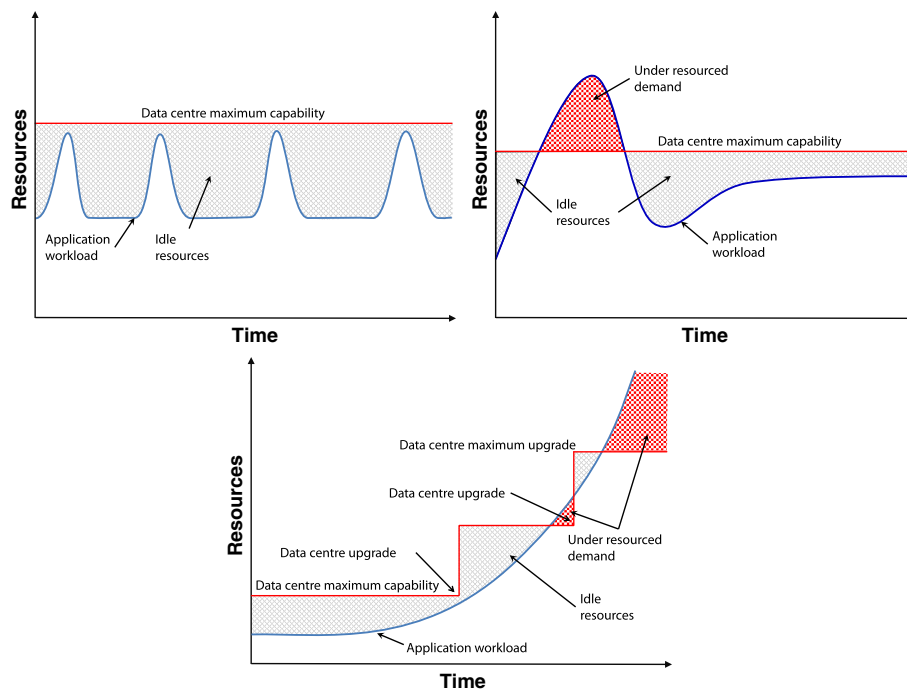 Resources
Data centre maximum capability
Application
workload
Idle
resources
Time
Resources
Under resourced
demand
Data centre maximum capability
Idle
resources
Application
workload
Time
Resources
Data centre maximum upgrade
Data centre upgrade
Under resourced
demand
Data centre upgrade
Data centre maximum capability
Idle
resources
Application workload
Time